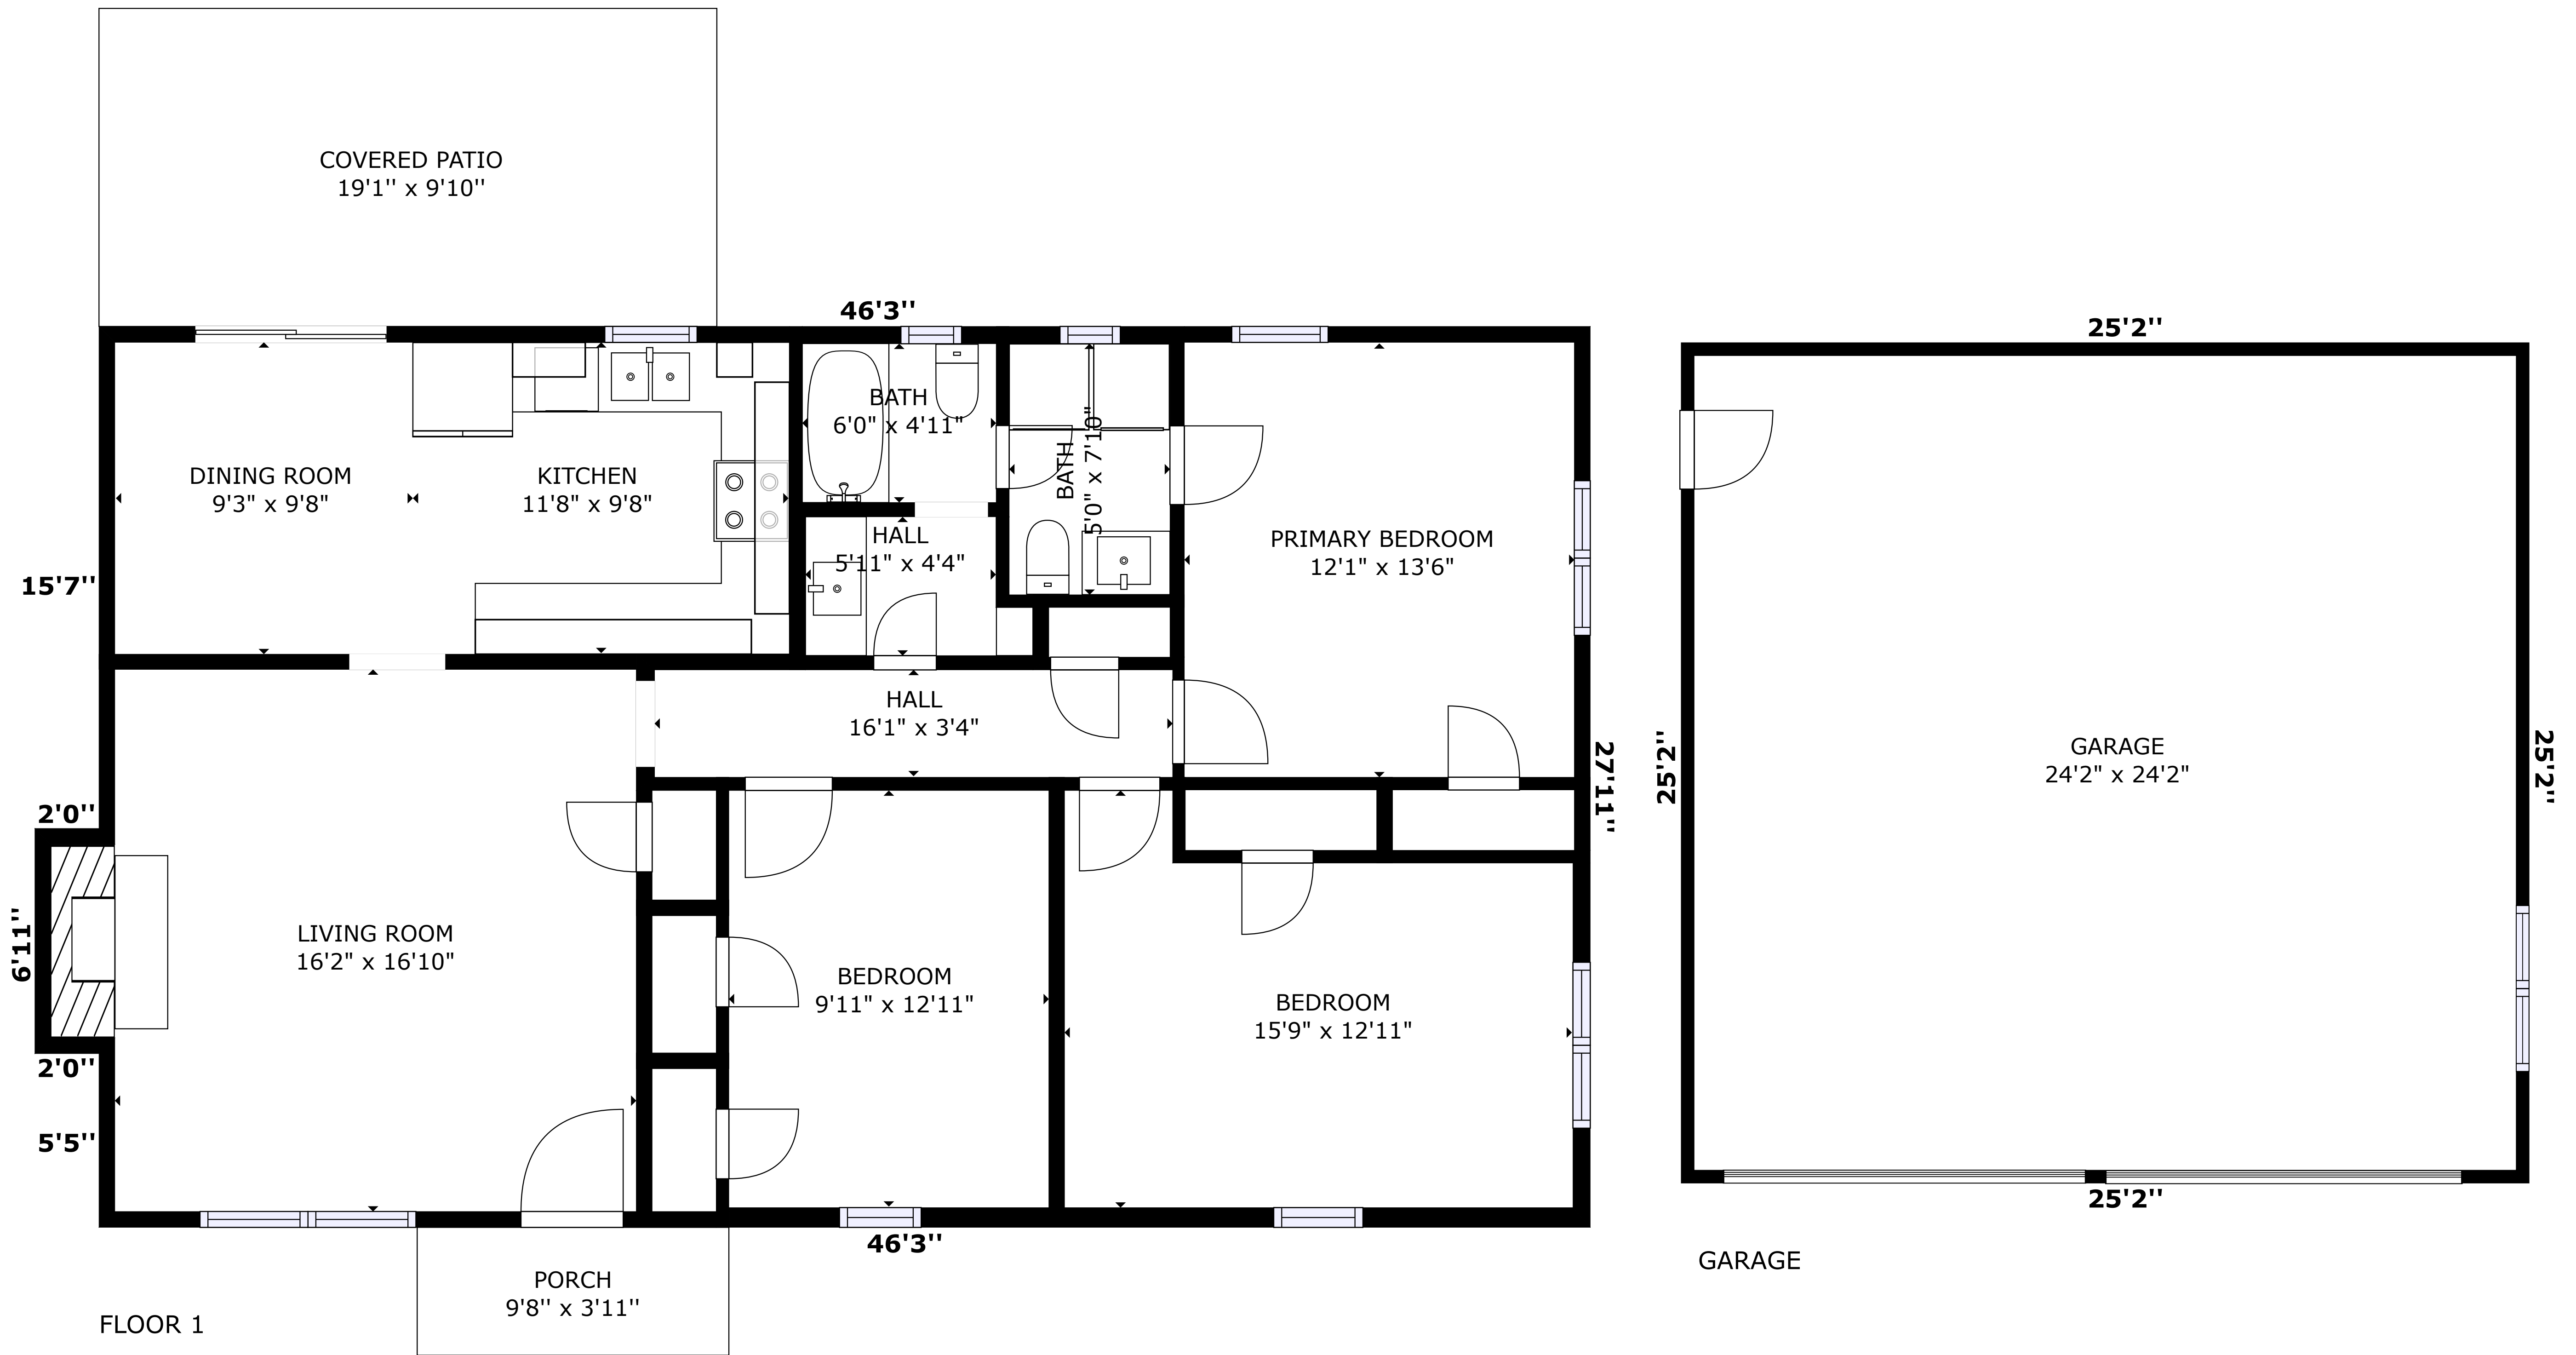 COVERED PATIO
19'1'' x 9'10''
46'3''
25'2''
BATH
6'0" x 4'11"
BATH
5'0" x 7'10"
DINING ROOM
9'3" x 9'8"
KITCHEN
11'8" x 9'8"
HALL
5'11" x 4'4"
PRIMARY BEDROOM
12'1" x 13'6"
15'7''
HALL
16'1" x 3'4"
27'11''
25'2''
GARAGE
24'2" x 24'2"
25'2''
2'0''
6'11''
LIVING ROOM
16'2" x 16'10"
BEDROOM
9'11" x 12'11"
BEDROOM
15'9" x 12'11"
2'0''
5'5''
25'2''
46'3''
GARAGE
PORCH
9'8'' x 3'11''
FLOOR 1